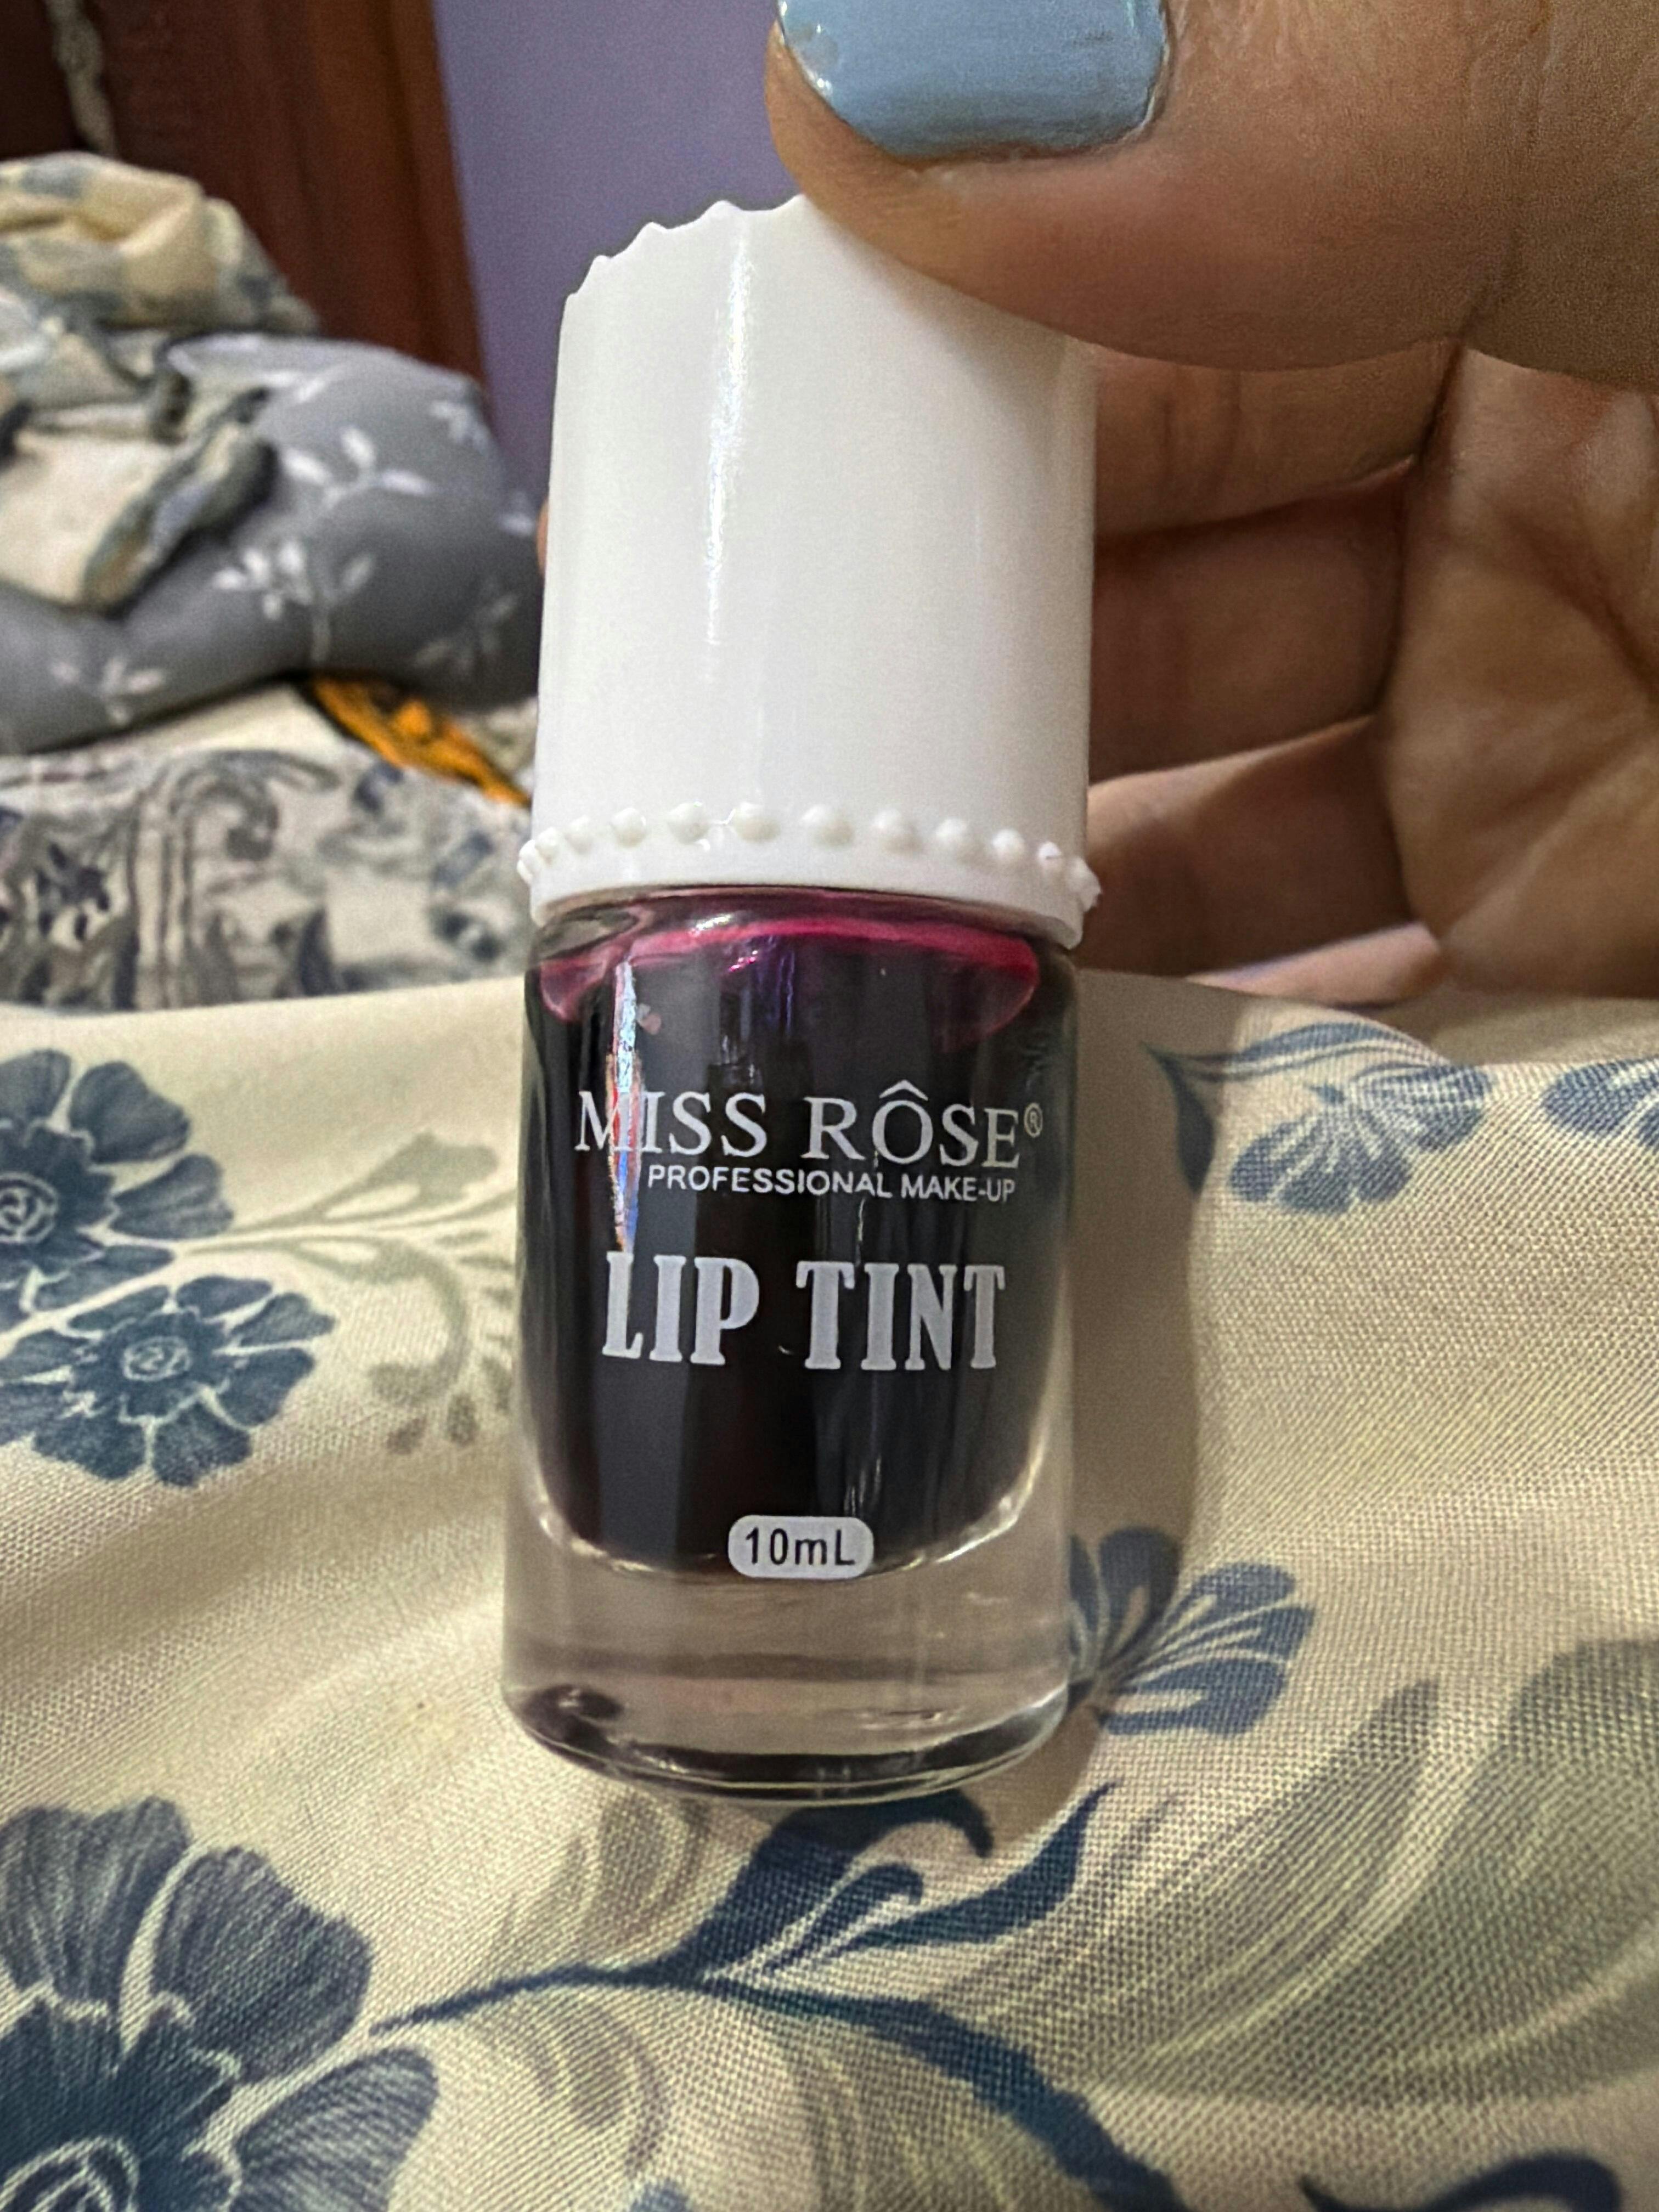 MISS RÔSE®
PROFESSIONAL MAKE-UP
LIP TINT
10mL